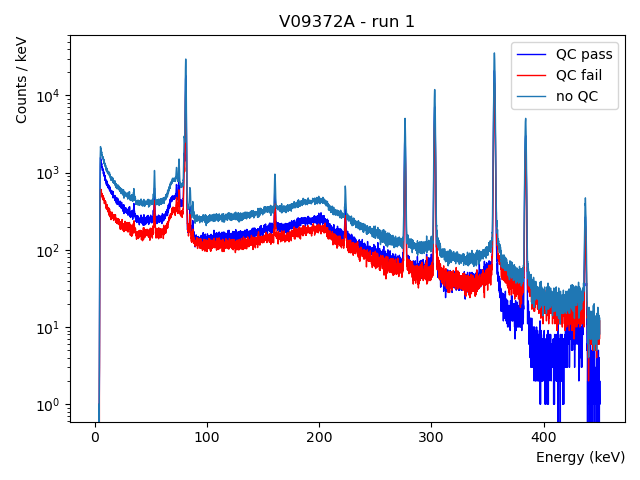 V09372A - run 1
Counts / keV
QC pass
QC fail
no QC
10⁴
10³
10²
10¹
10⁰
0 100 200 300 400
Energy (keV)